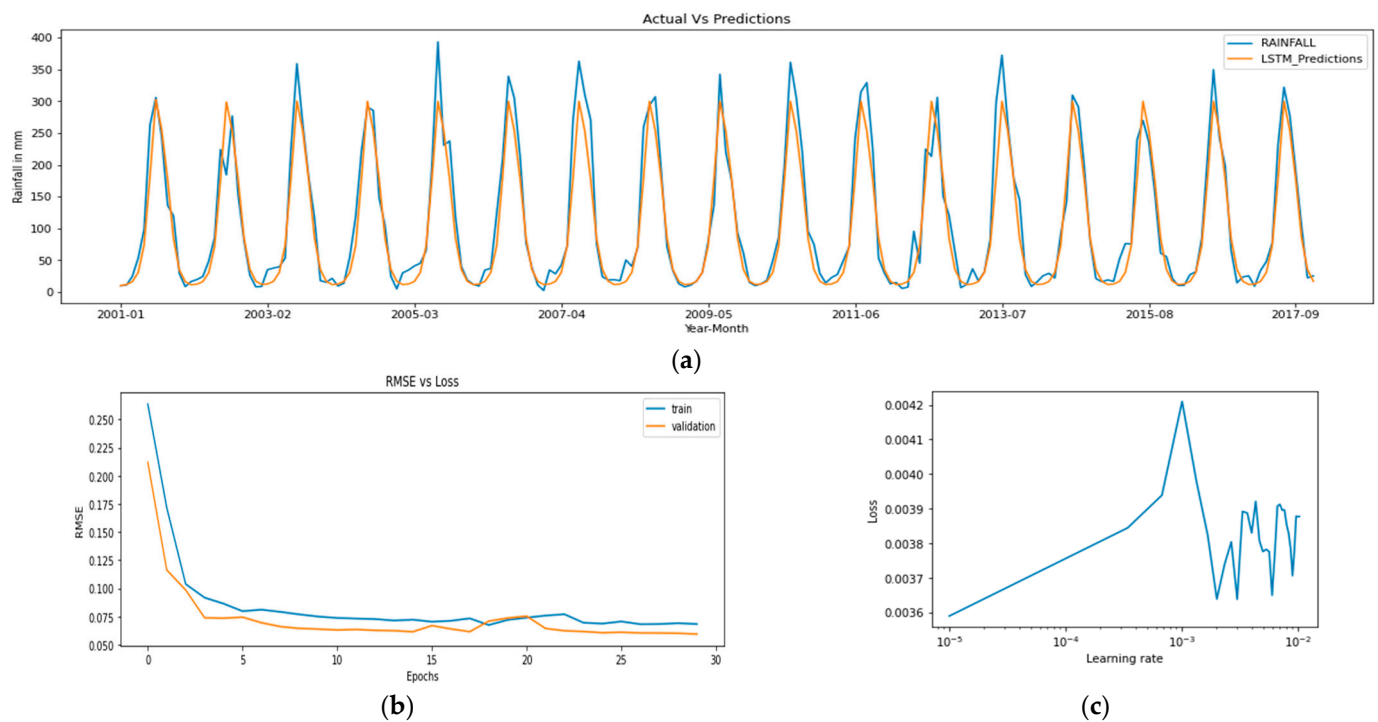 Actual Vs Predictions
400
350
300
250
200
150
100
50
0
Rainfall in mm
RAINFALL
LSTM_Predictions
2001-01 2003-02 2005-03 2007-04 2009-05 2011-06 2013-07 2015-08 2017-09
Year-Month
(a)
RMSE vs Loss
0.250
0.225
0.200
0.175
0.150
0.125
0.100
0.075
0.050
RMSE
train
validation
0 5 10 15 20 25 30
Epochs
(b)
0.0042
0.0041
0.0040
0.0039
0.0038
0.0037
0.0036
Loss
10⁻⁵ 10⁻⁴ 10⁻³ 10⁻²
Learning rate
(c)